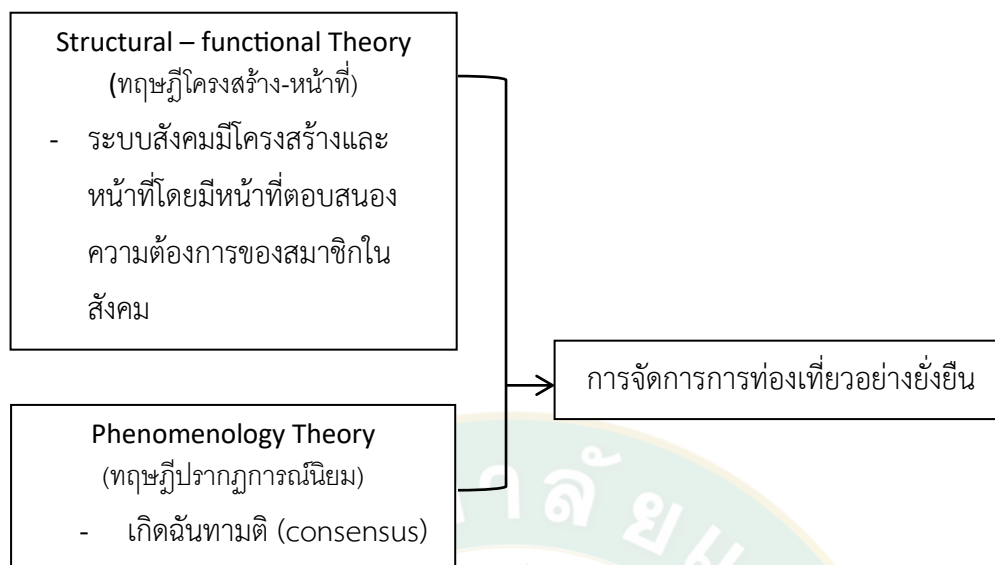 Structural – functional Theory
(ทฤษฎีโครงสร้าง-หน้าที่)
- ระบบสังคมมีโครงสร้างและ
หน้าที่โดยมีหน้าที่ตอบสนอง
ความต้องการของสมาชิกใน
สังคม
การจัดการการท่องเที่ยวอย่างยั่งยืน
Phenomenology Theory
(ทฤษฎีปรากฏการณ์นิยม)
- เกิดฉันทามติ (consensus)